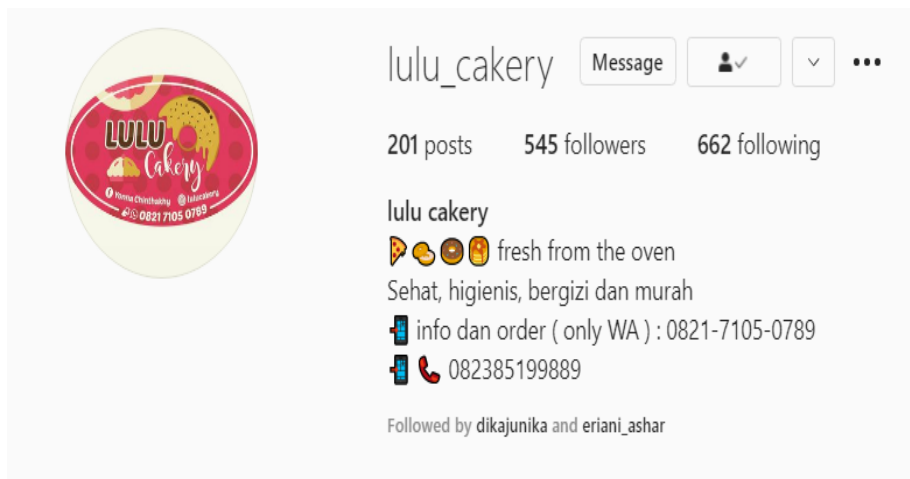 LULU
Cakery
Yonna Chinthakhy lulucakery
0821 7105 0789
lulu_cakery Message
201 posts 545 followers 662 following
lulu cakery
🍕🥯🍩🥞 fresh from the oven
Sehat, higienis, bergizi dan murah
📲 info dan order ( only WA ) : 0821-7105-0789
📲📞 082385199889
Followed by dikajunika and eriani_ashar